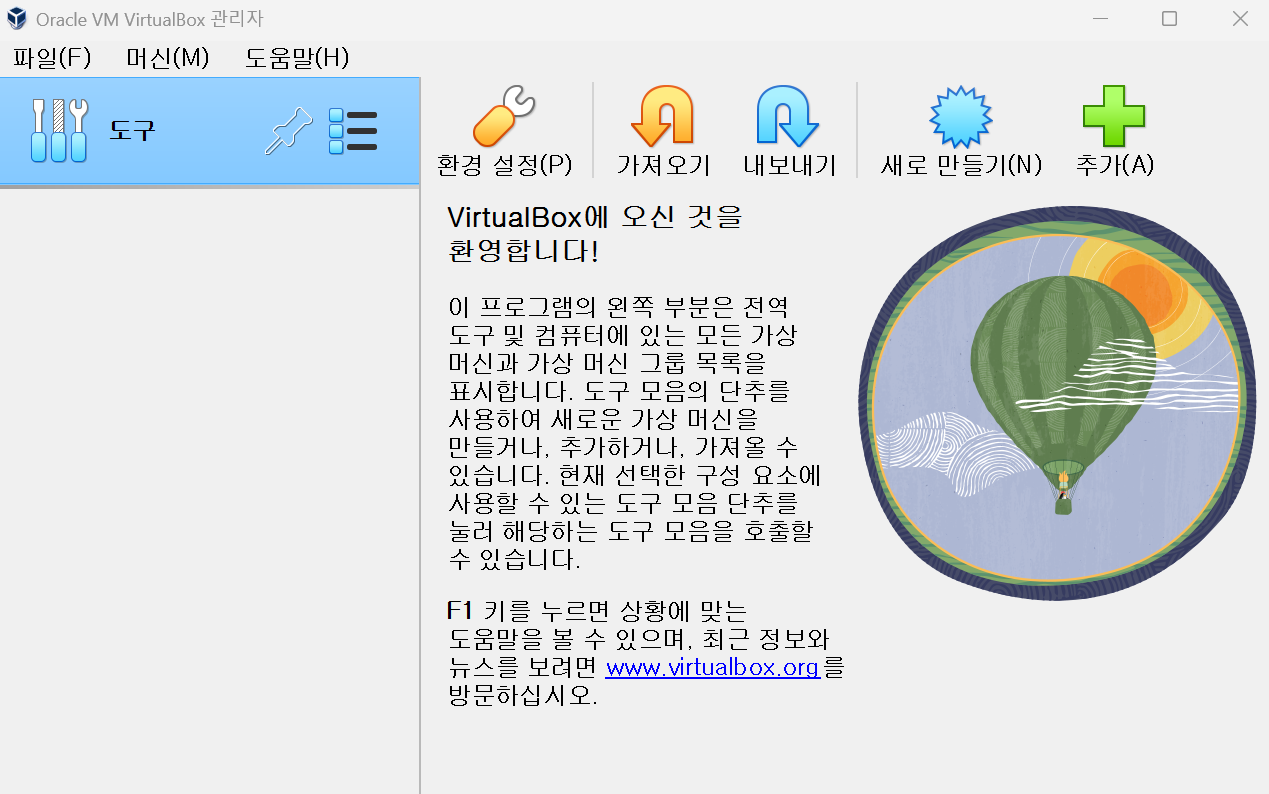 Oracle VM VirtualBox 관리자
파일(F) 머신(M) 도움말(H)
도구
환경 설정(P) 가져오기 내보내기 새로 만들기(N) 추가(A)
VirtualBox에 오신 것을
환영합니다!
이 프로그램의 왼쪽 부분은 전역
도구 및 컴퓨터에 있는 모든 가상
머신과 가상 머신 그룹 목록을
표시합니다. 도구 모음의 단추를
사용하여 새로운 가상 머신을
만들거나, 추가하거나, 가져올 수
있습니다. 현재 선택한 구성 요소에
사용할 수 있는 도구 모음 단추를
눌러 해당하는 도구 모음을 호출할
수 있습니다.
F1 키를 누르면 상황에 맞는
도움말을 볼 수 있으며, 최근 정보와
뉴스를 보려면 www.virtualbox.org를
방문하십시오.